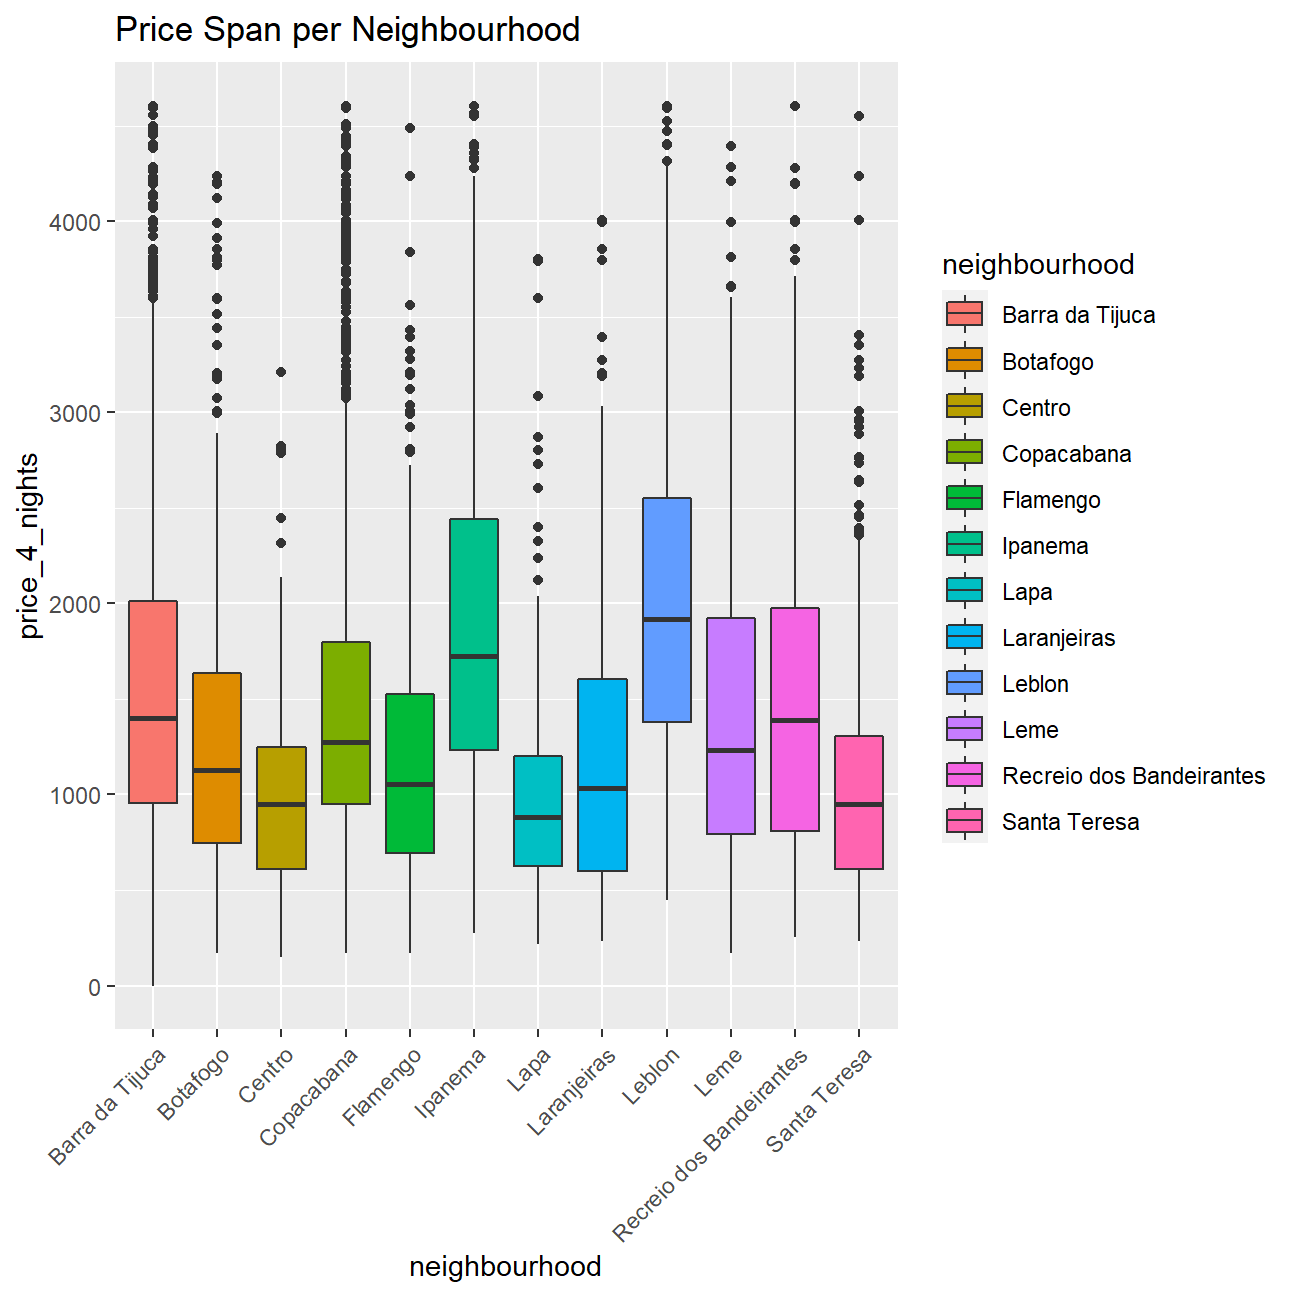 Price Span per Neighbourhood
price_4_nights
4000
3000
2000
1000
0
Barra da Tijuca
Botafogo
Centro
Copacabana
Flamengo
Ipanema
Lapa
Laranjeiras
Leblon
Leme
Recreio dos Bandeirantes
Santa Teresa
neighbourhood
neighbourhood
Barra da Tijuca
Botafogo
Centro
Copacabana
Flamengo
Ipanema
Lapa
Laranjeiras
Leblon
Leme
Recreio dos Bandeirantes
Santa Teresa